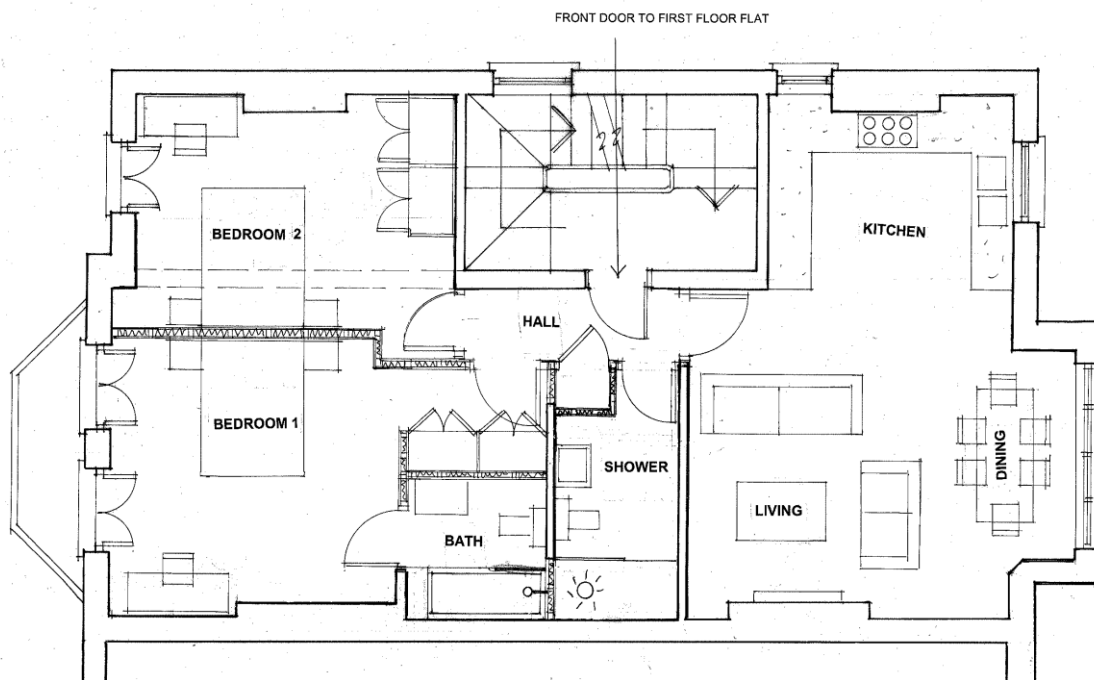 FRONT DOOR TO FIRST FLOOR FLAT
BEDROOM 2
KITCHEN
HALL
BEDROOM 1
DINING
SHOWER
LIVING
BATH